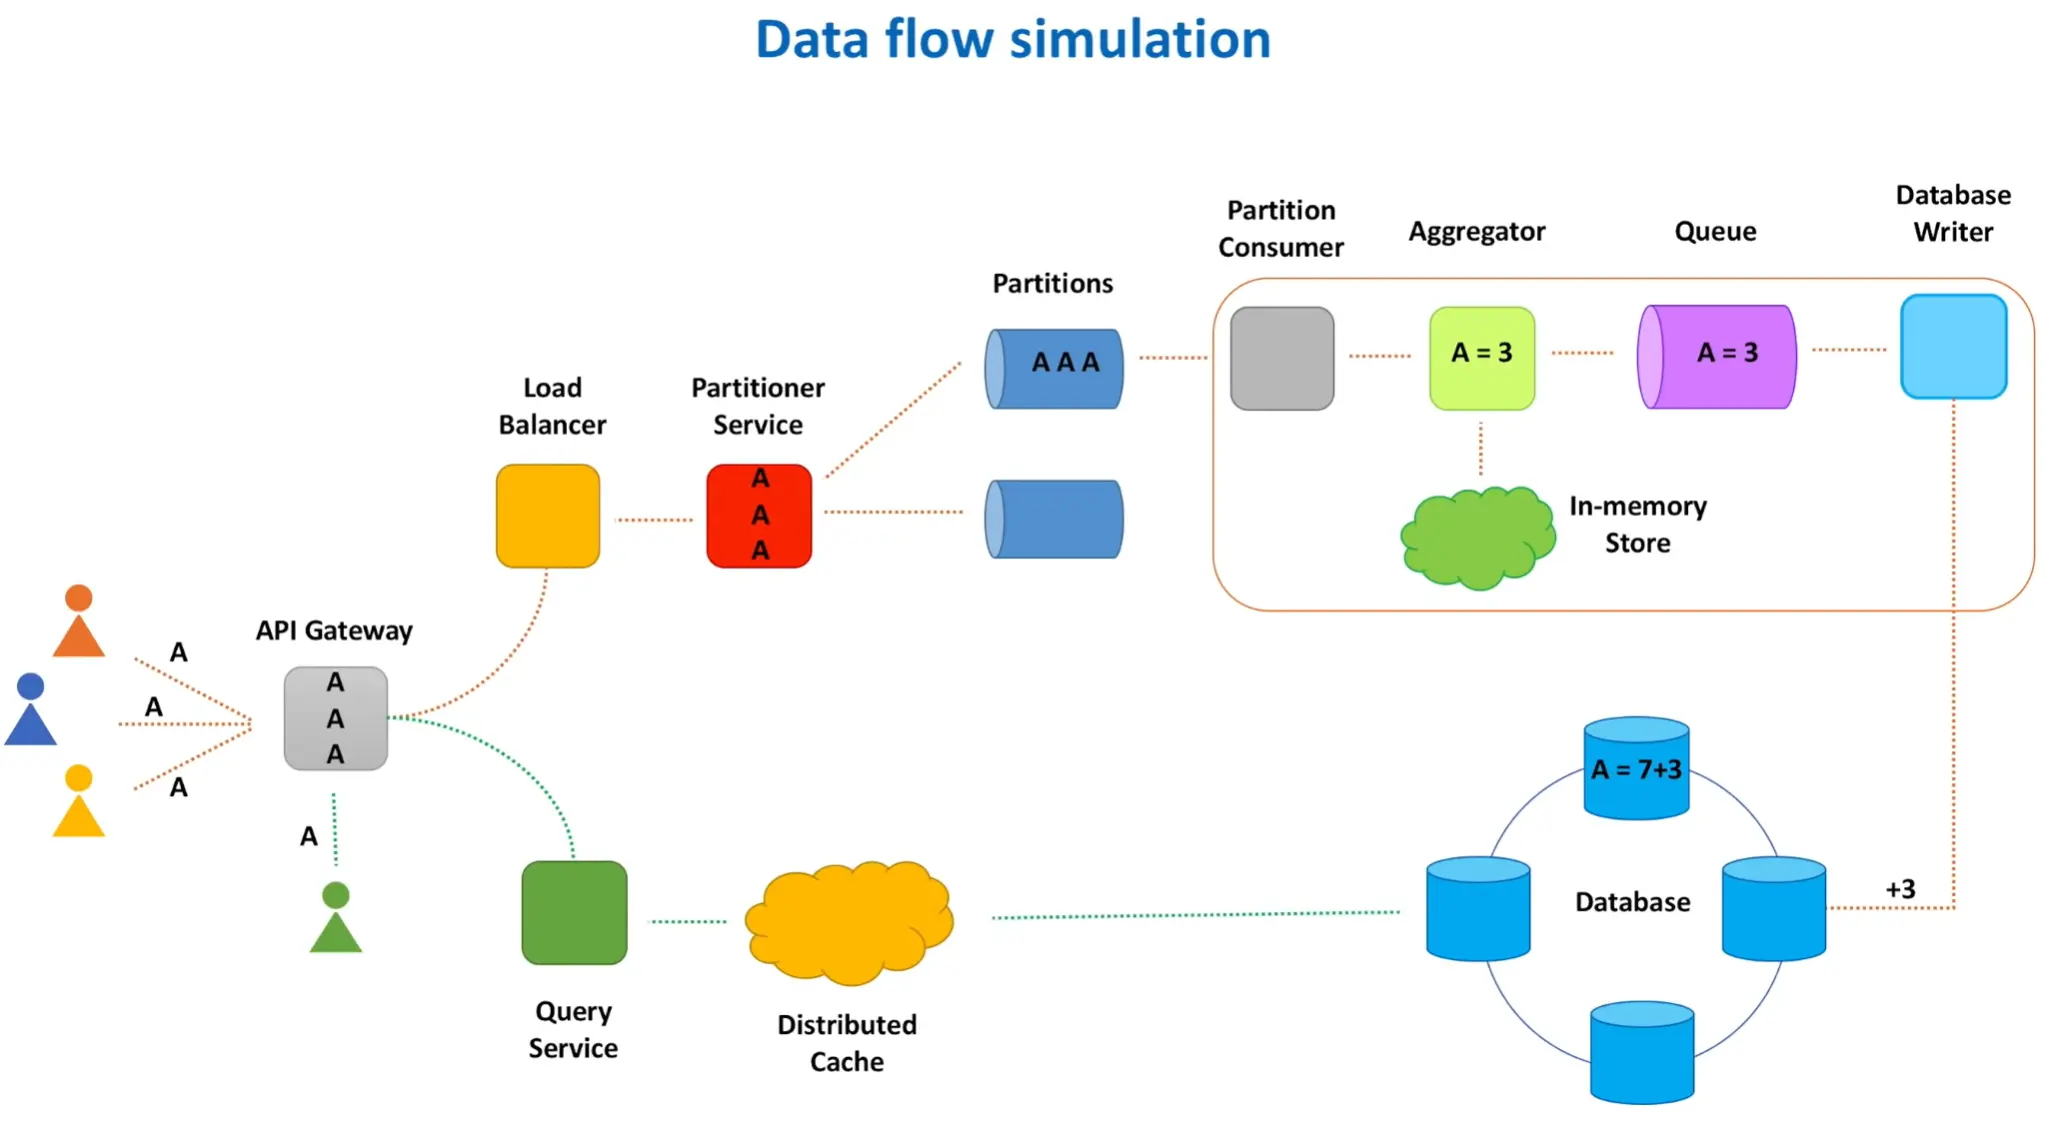 Data flow simulation
Database
Writer
Partition
Consumer
Aggregator
Queue
Partitions
A A A
A = 3
A = 3
Load
Balancer
Partitioner
Service
A
A
A
In-memory
Store
API Gateway
A
A
A
A
A
A
A
A = 7+3
Database
+3
Query
Service
Distributed
Cache